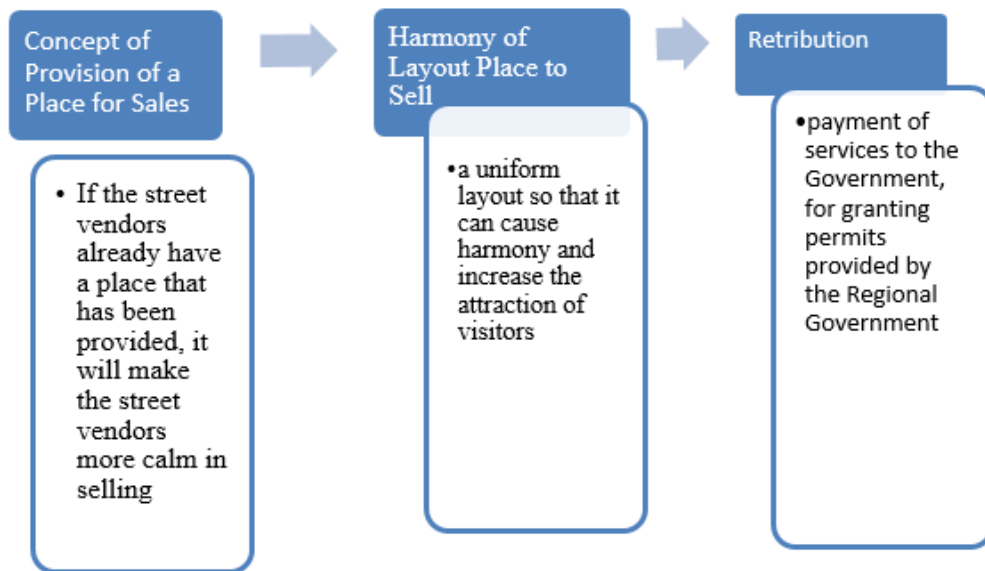 Concept of
Provision of a
Place for Sales
• If the street
vendors
already have
a place that
has been
provided, it
will make
the street
vendors
more calm in
selling
Harmony of
Layout Place to
Sell
•a uniform
layout so that it
can cause
harmony and
increase the
attraction of
visitors
Retribution
•payment of
services to the
Government,
for granting
permits
provided by
the Regional
Government